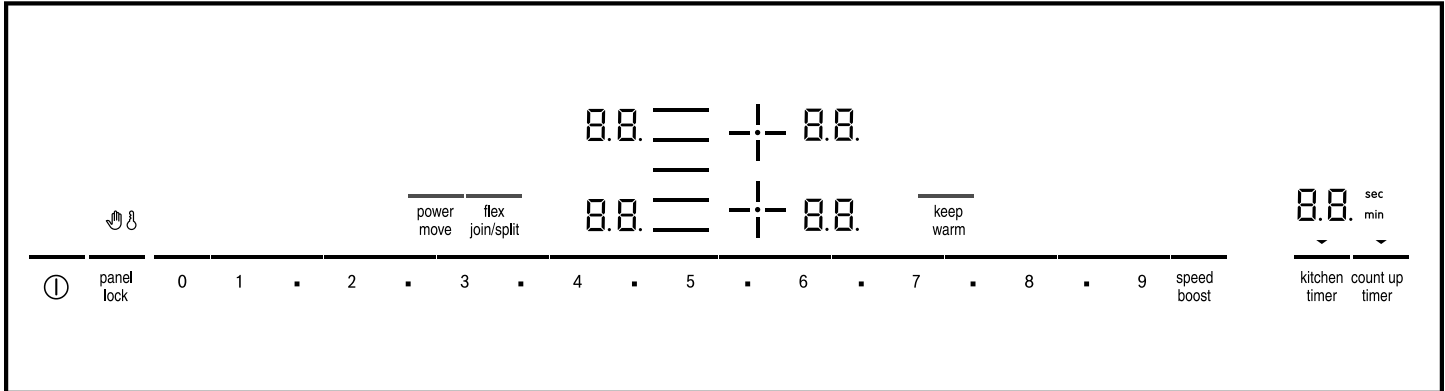 8.8. 8.8.
power move
flex join/split
8.8. 8.8.
keep warm
8.8. sec
min
panel lock
0 1 . 2 . 3 . 4 . 5 . 6 . 7 . 8 . 9
speed boost
kitchen timer
count up timer